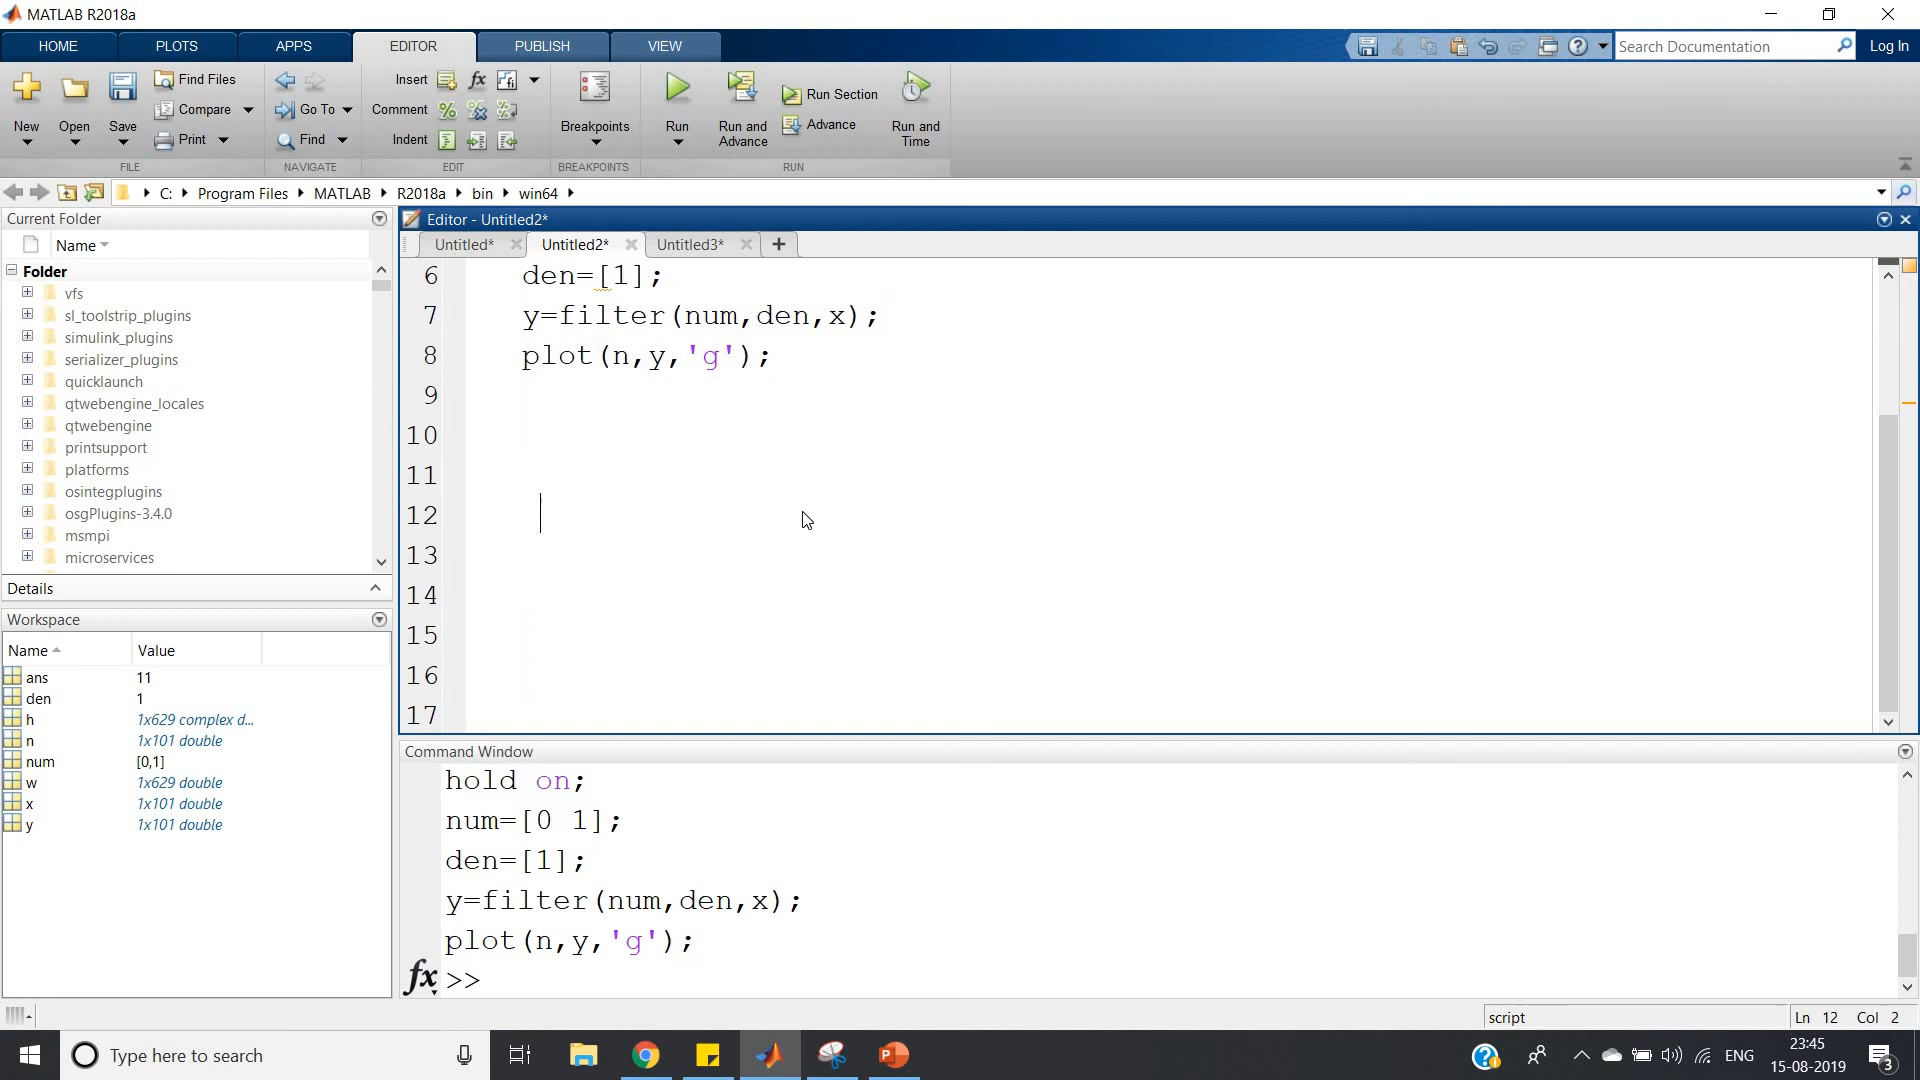 MATLAB R2018a
HOME
PLOTS
APPS
EDITOR
PUBLISH
VIEW
Search Documentation
Log In
New
Open
Save
Find Files
Compare
Print
Go To
Find
Insert
fx
Comment
%
Indent
Breakpoints
Run
Run and
Advance
Run Section
Advance
Run and
Time
FILE
NAVIGATE
EDIT
BREAKPOINTS
RUN
C:
Program Files
MATLAB
R2018a
bin
win64
Current Folder
Name
Folder
vfs
sl_toolstrip_plugins
simulink_plugins
serializer_plugins
quicklaunch
qtwebengine_locales
qtwebengine
printsupport
platforms
osintegplugins
osgPlugins-3.4.0
msmpi
microservices
Details
Workspace
Name Value
ans 11
den 1
h 1x629 complex d...
n 1x101 double
num [0,1]
w 1x629 double
x 1x101 double
y 1x101 double
Editor - Untitled2*
Untitled*
Untitled2*
Untitled3*
6 den=[1];
7 y=filter(num,den,x);
8 plot(n,y,'g');
9
10
11
12
13
14
15
16
17
Command Window
hold on;
num=[0 1];
den=[1];
y=filter(num,den,x);
plot(n,y,'g');
fx >>
script
Ln 12 Col 2
Type here to search
ENG
23:45
15-08-2019
3